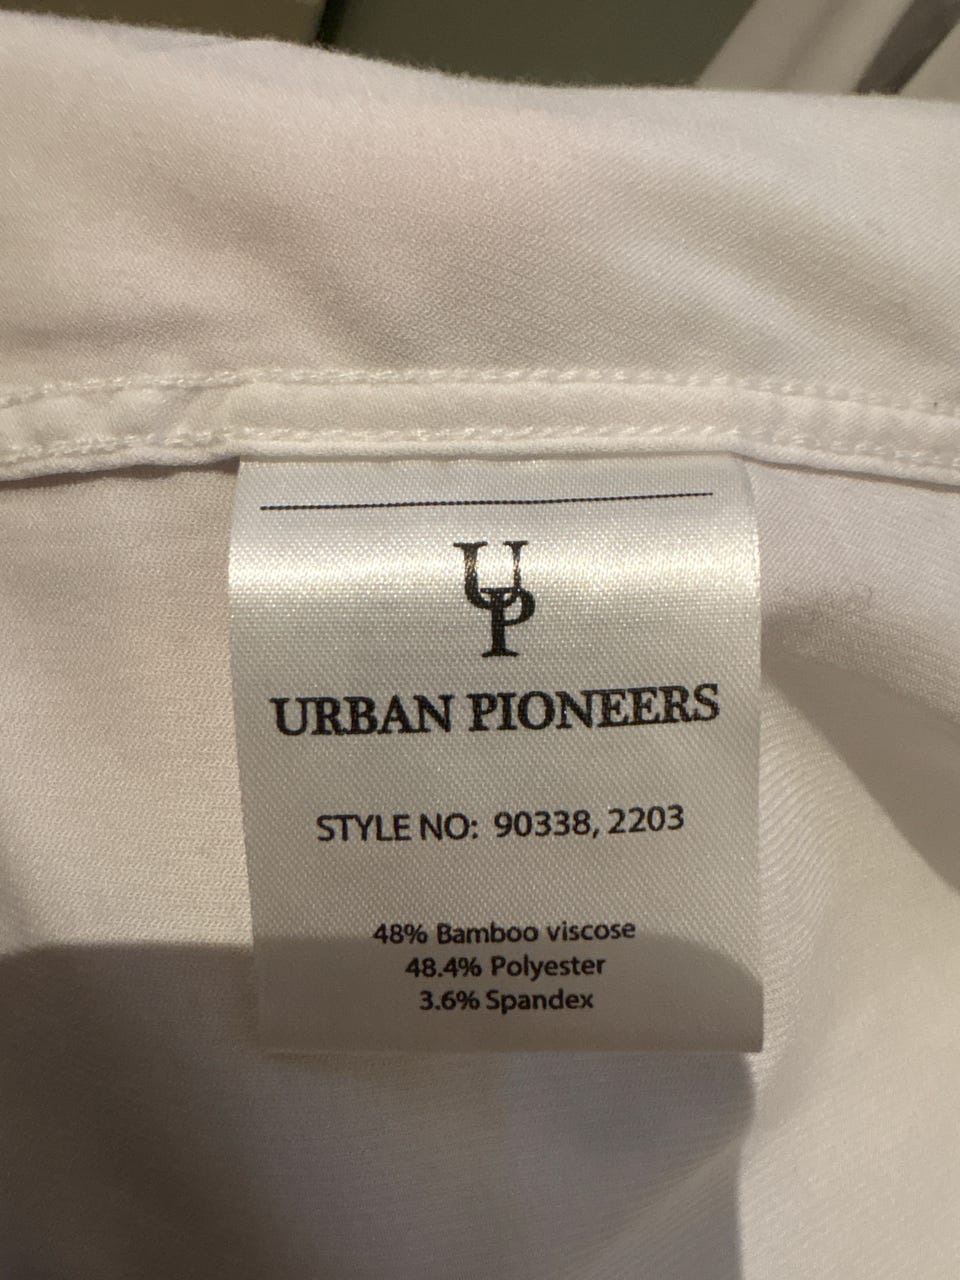 UP
URBAN PIONEERS
STYLE NO: 90338, 2203
48% Bamboo viscose
48.4% Polyester
3.6% Spandex